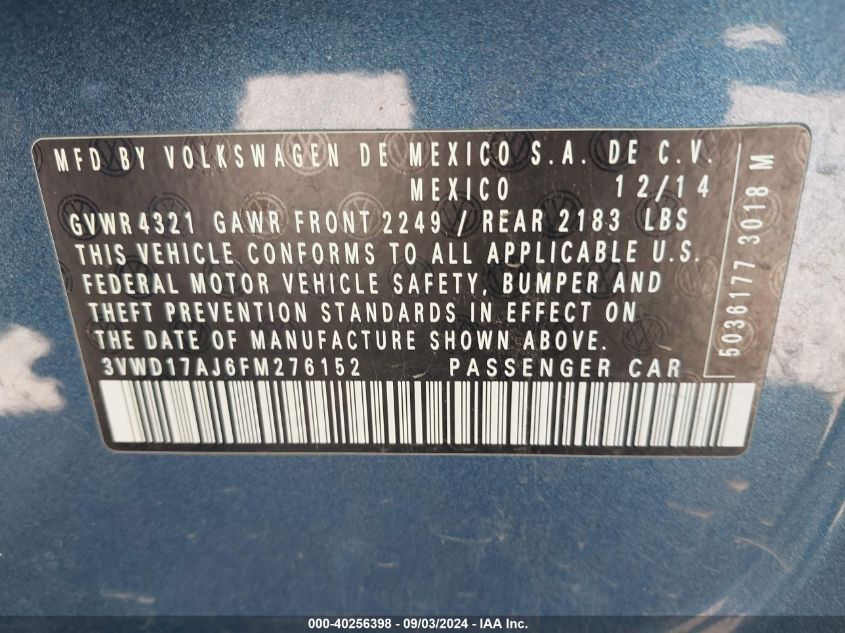 MFD BY VOLKSWAGEN DE MEXICO S.A. DE C.V.
MEXICO 12/14
GVWR 4321 GAWR FRONT 2249 / REAR 2183 LBS
THIS VEHICLE CONFORMS TO ALL APPLICABLE U.S.
FEDERAL MOTOR VEHICLE SAFETY, BUMPER AND
THEFT PREVENTION STANDARDS IN EFFECT ON
THE DATE OF MANUFACTURE SHOWN ABOVE.
3VWD17AJ6FM276152 PASSENGER CAR
5036177 3018 M
000-40256398 - 09/03/2024 - IAA Inc.